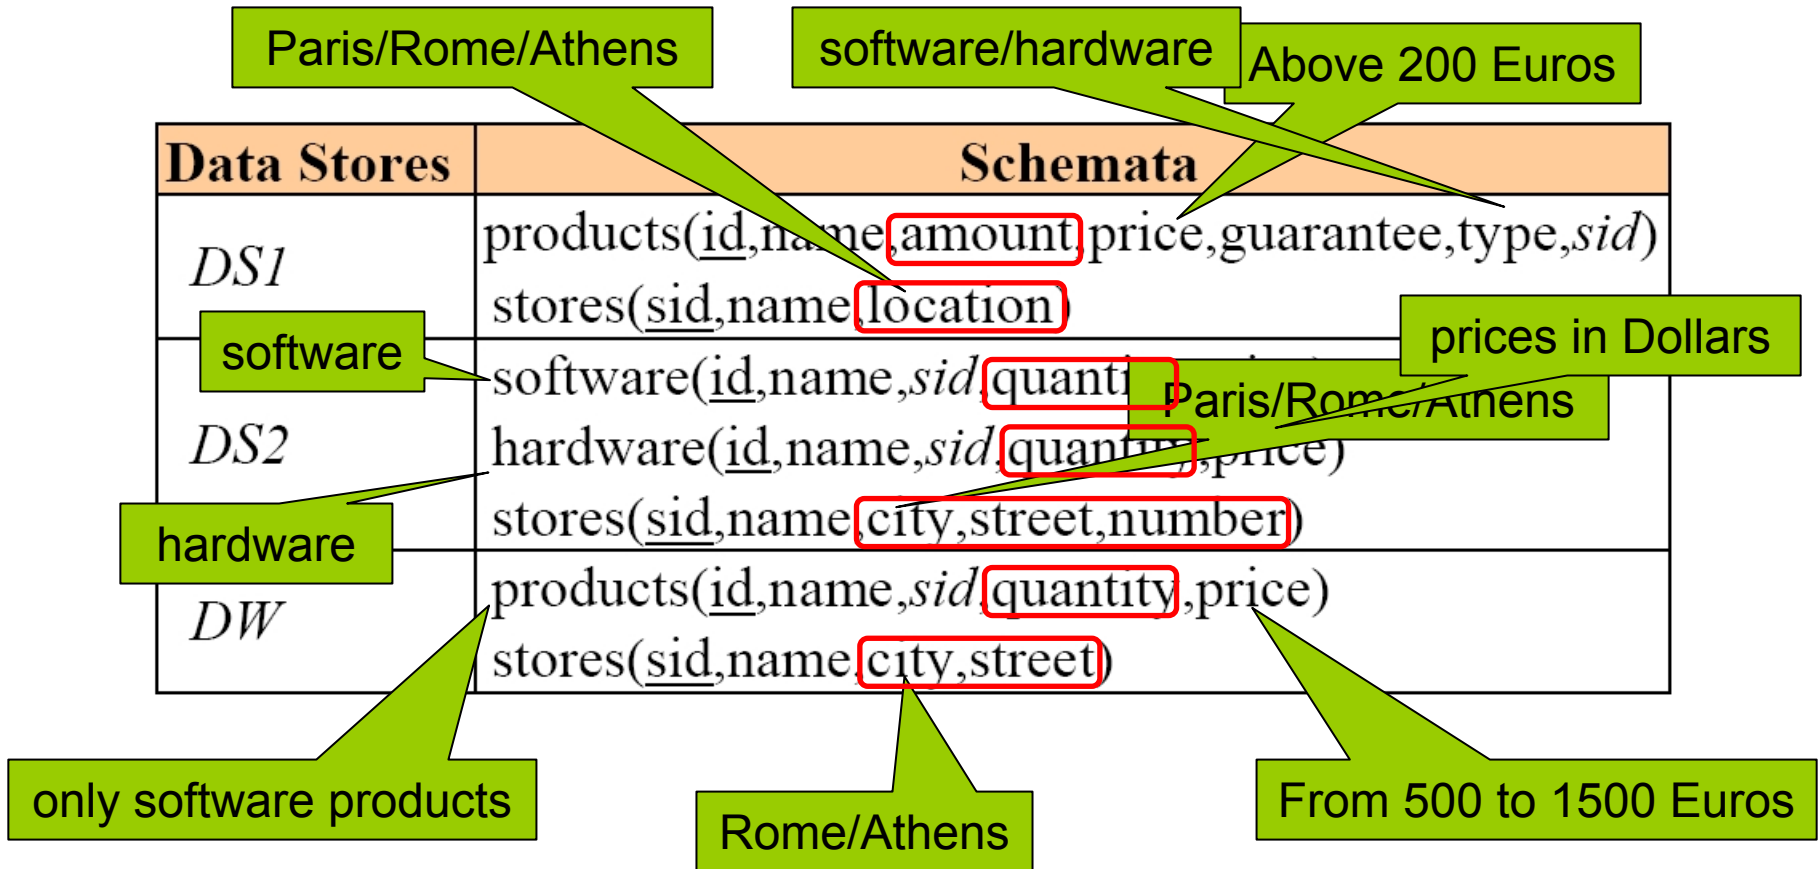 Paris/Rome/Athens
software/hardware
Above 200 Euros
Data Stores
Schemata
DS1
products(id,name,amount,price,guarantee,type,sid)
stores(sid,name,location)
prices in Dollars
software
software(id,name,sid,quanti
Paris/Rome/Athens
DS2
hardware(id,name,sid,quantity,price)
stores(sid,name,city,street,number)
hardware
DW
products(id,name,sid,quantity,price)
stores(sid,name,city,street)
only software products
Rome/Athens
From 500 to 1500 Euros